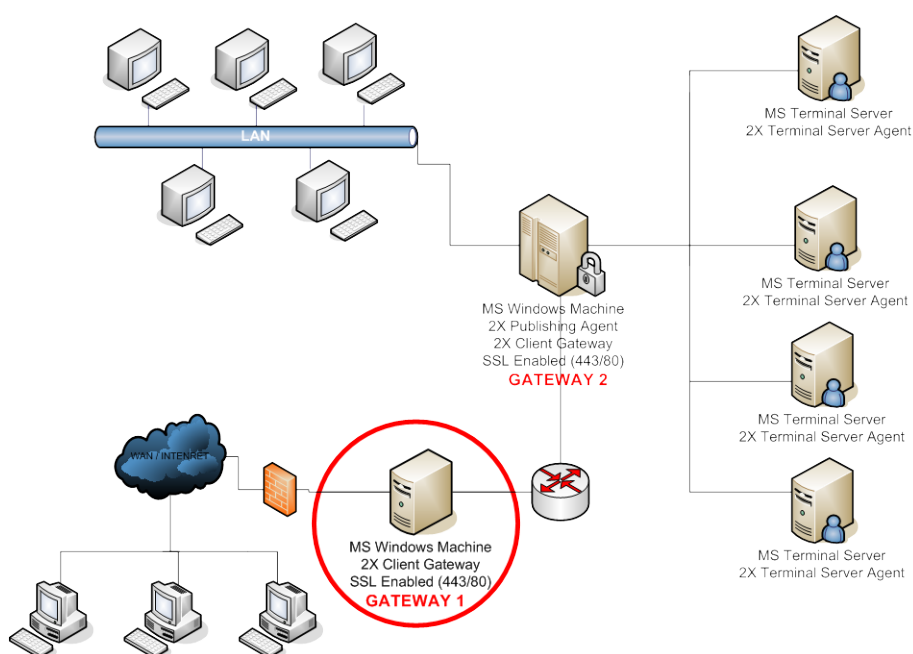 LAN
MS Terminal Server
2X Terminal Server Agent
MS Terminal Server
2X Terminal Server Agent
MS Windows Machine
2X Publishing Agent
2X Client Gateway
SSL Enabled (443/80)
GATEWAY 2
MS Terminal Server
2X Terminal Server Agent
WAN / INTENRET
MS Windows Machine
2X Client Gateway
SSL Enabled (443/80)
GATEWAY 1
MS Terminal Server
2X Terminal Server Agent